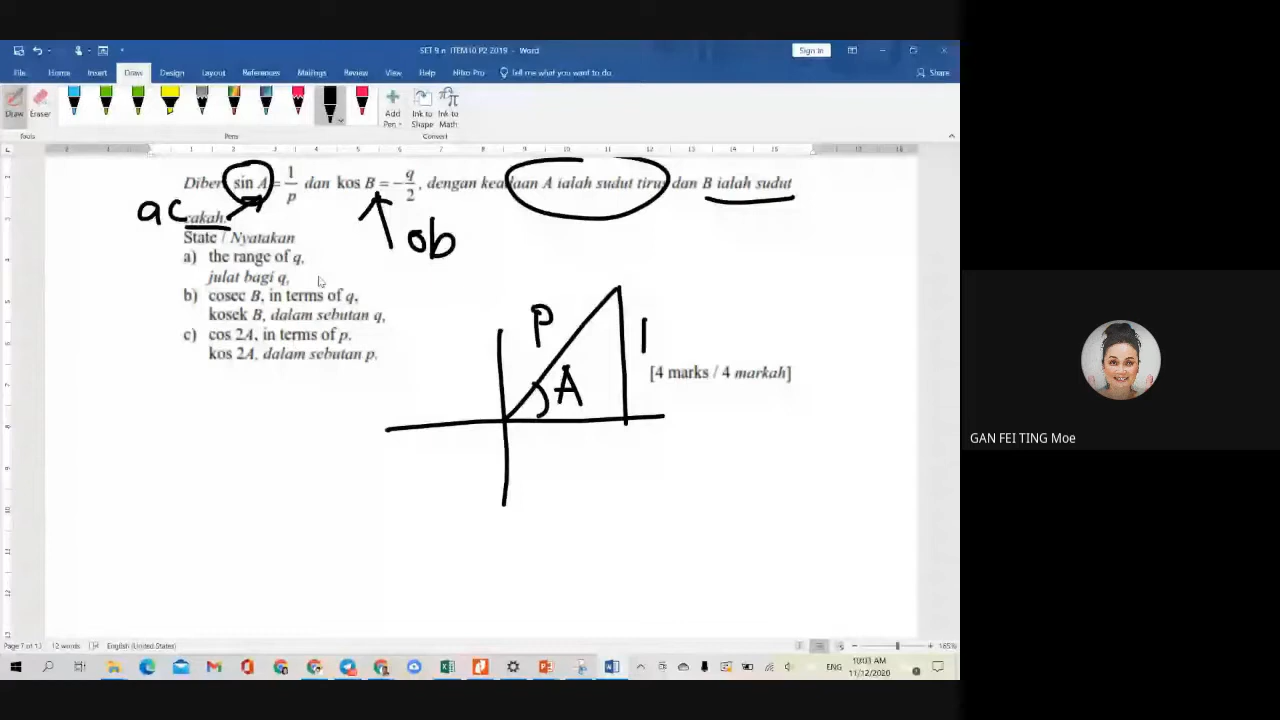 SET 9 n ITEM10 P2 2019 - Word
Sign in
File Home Insert Draw Design Layout References Mailings Review View Help Nitro Pro Tell me what you want to do Share
Draw Eraser Add Pen Ink to Shape Ink to Math
Tools Pens Convert
Diberi sin A = 1/p dan kos B = -q/2, dengan keadaan A ialah sudut tirus dan B ialah sudut
ac cakah.
ob
State / Nyatakan
a) the range of q,
julat bagi q,
b) cosec B, in terms of q,
kosek B, dalam sebutan q,
c) cos 2A, in terms of p.
kos 2A, dalam sebutan p.
P
1
A
[4 marks / 4 markah]
GAN FEI TING Moe
12 words English (United States) 165%
ENG 10:03 AM
11/12/2020